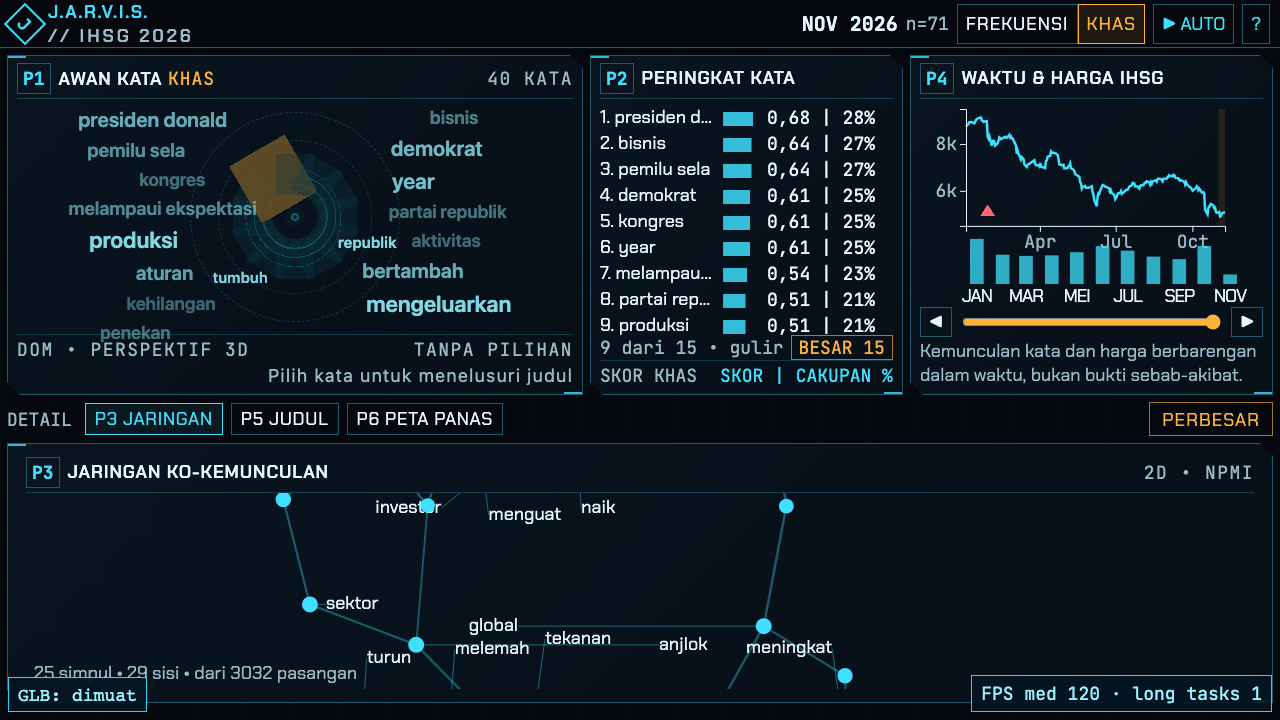 J.A.R.V.I.S.
// IHSG 2026
NOV 2026 n=71 FREKUENSI KHAS ▶ AUTO ?
P1 AWAN KATA KHAS 40 KATA
presiden donald
bisnis
pemilu sela
demokrat
kongres
year
melampaui ekspektasi
partai republik
produksi
republik
aktivitas
aturan
tumbuh
bertambah
kehilangan
mengeluarkan
penekan
DOM • PERSPEKTIF 3D TANPA PILIHAN
Pilih kata untuk menelusuri judul
P2 PERINGKAT KATA
1. presiden d... 0,68 | 28%
2. bisnis 0,64 | 27%
3. pemilu sela 0,64 | 27%
4. demokrat 0,61 | 25%
5. kongres 0,61 | 25%
6. year 0,61 | 25%
7. melampau... 0,54 | 23%
8. partai rep... 0,51 | 21%
9. produksi 0,51 | 21%
9 dari 15 • gulir BESAR 15
SKOR KHAS SKOR | CAKUPAN %
P4 WAKTU & HARGA IHSG
8k
6k
Apr Jul Oct
JAN MAR MEI JUL SEP NOV
◀ ▶
Kemunculan kata dan harga berbarengan
dalam waktu, bukan bukti sebab-akibat.
DETAIL P3 JARINGAN P5 JUDUL P6 PETA PANAS PERBESAR
P3 JARINGAN KO-KEMUNCULAN 2D • NPMI
investor
menguat
naik
sektor
global
tekanan
melemah
anjlok
meningkat
turun
25 simpul • 29 sisi • dari 3032 pasangan
GLB: dimuat
FPS med 120 · long tasks 1